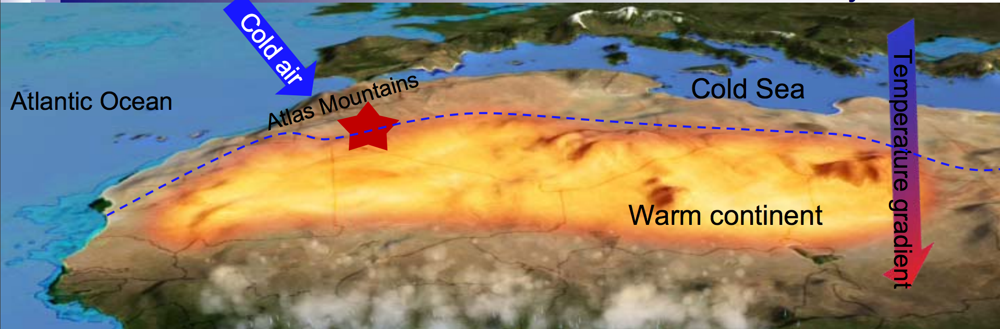 Cold air
Atlantic Ocean
Atlas Mountains
Cold Sea
Temperature gradient
Warm continent